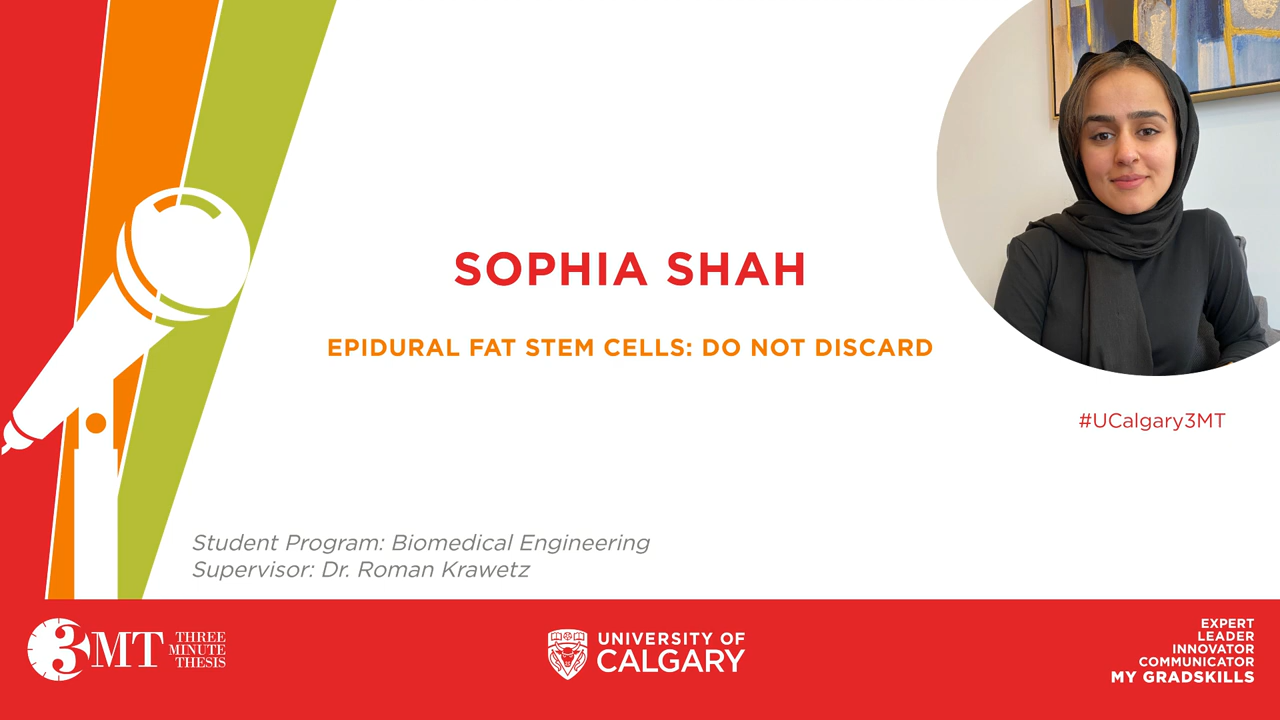 SOPHIA SHAH
EPIDURAL FAT STEM CELLS: DO NOT DISCARD
#UCalgary3MT
Student Program: Biomedical Engineering
Supervisor: Dr. Roman Krawetz
3MT THREE
MINUTE
THESIS
UNIVERSITY OF
CALGARY
EXPERT
LEADER
INNOVATOR
COMMUNICATOR
MY GRADSKILLS